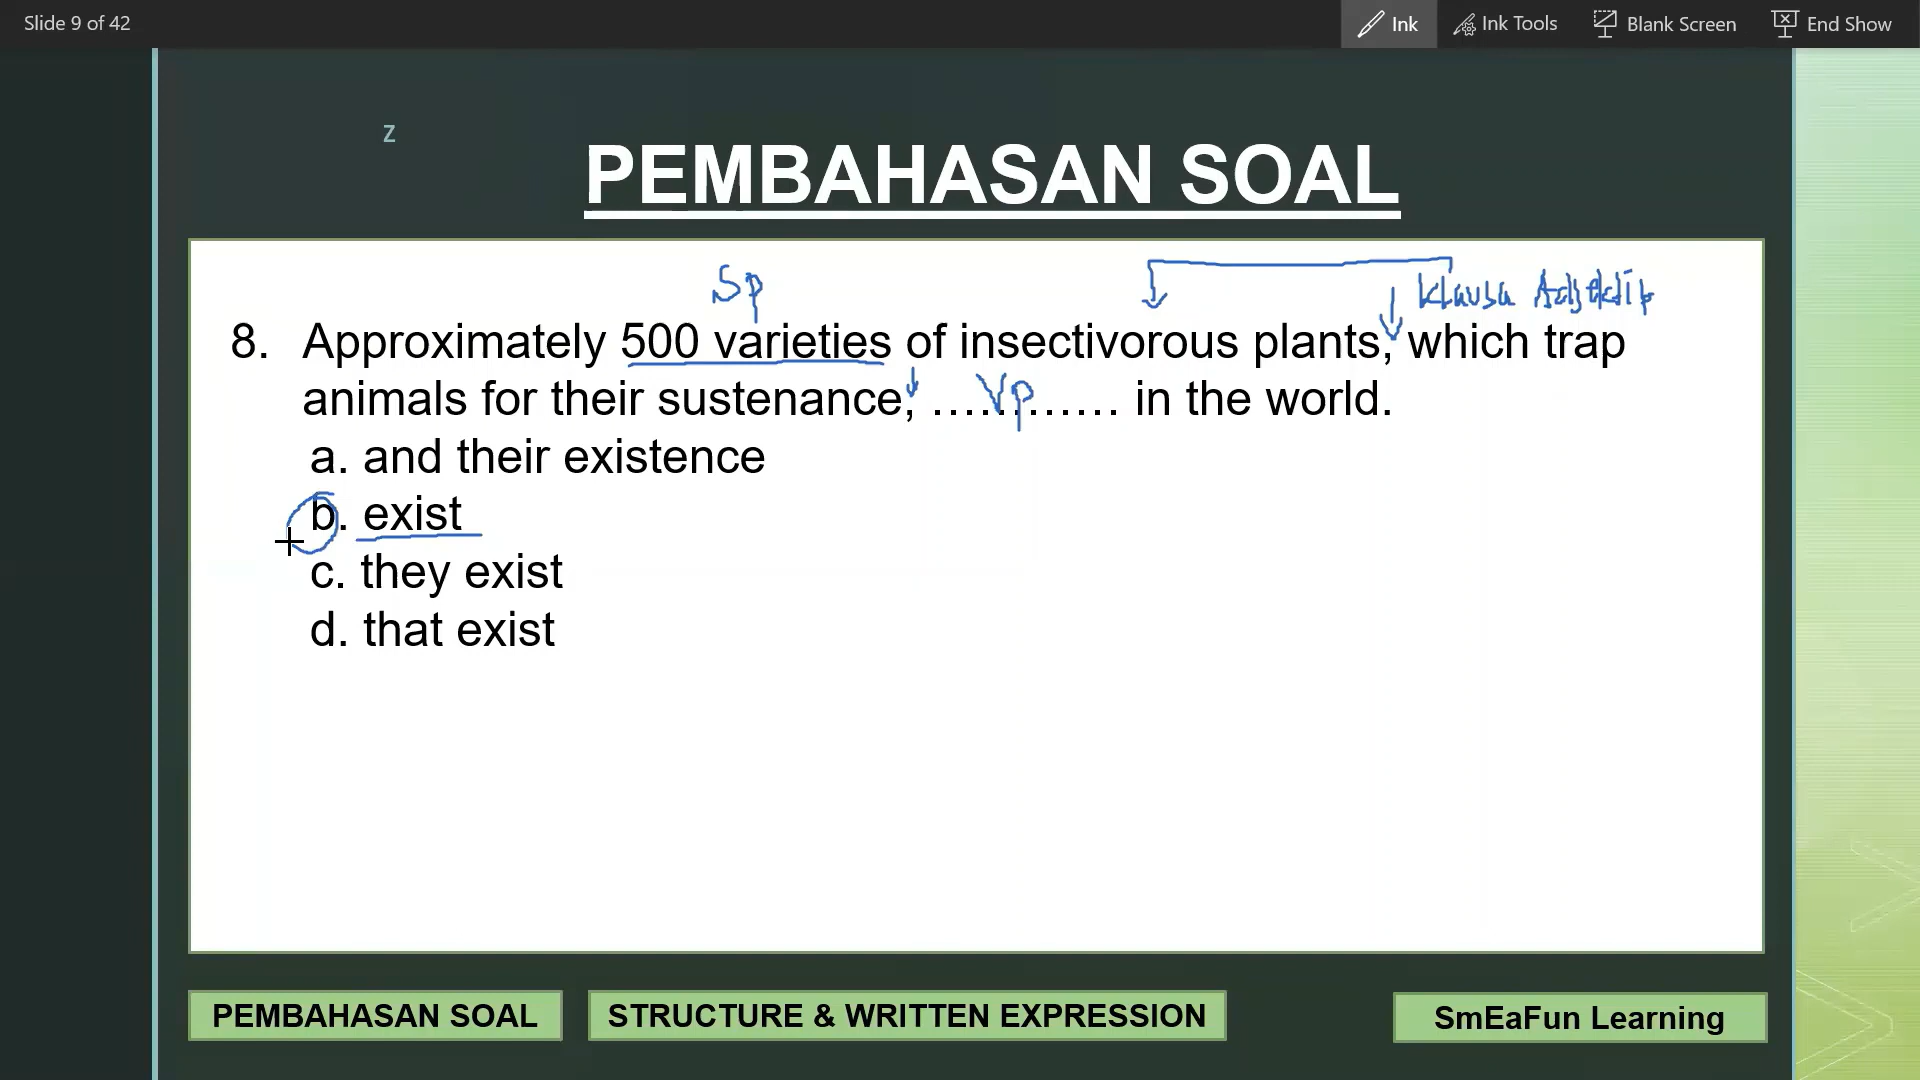 Slide 9 of 42
Ink
Ink Tools
Blank Screen
End Show
z
PEMBAHASAN SOAL
Sp
Klausa Adjektif
8. Approximately 500 varieties of insectivorous plants, which trap
animals for their sustenance, ............ in the world.
Vp
a. and their existence
b. exist
c. they exist
d. that exist
PEMBAHASAN SOAL
STRUCTURE & WRITTEN EXPRESSION
SmEaFun Learning